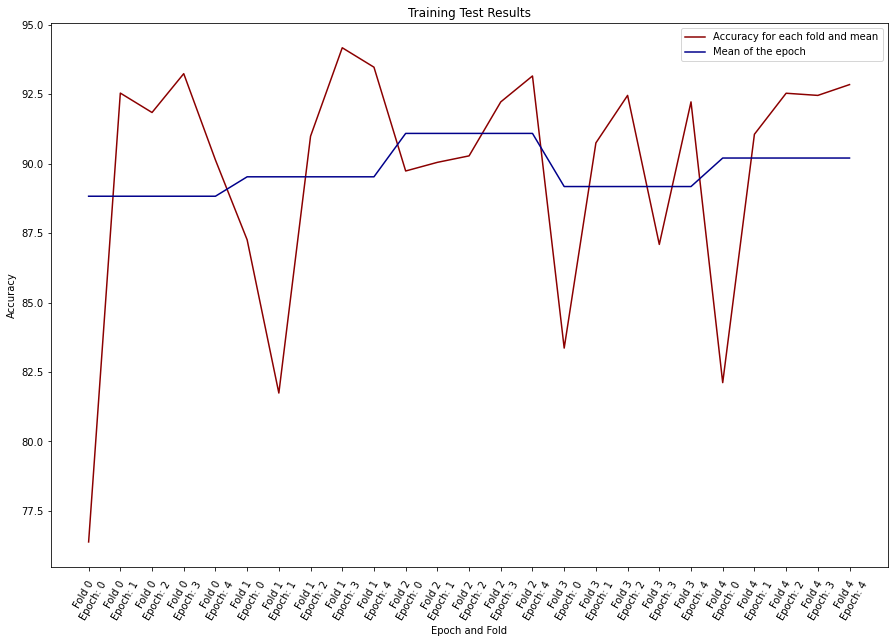 Training Test Results
Accuracy for each fold and mean
Mean of the epoch
95.0
92.5
90.0
87.5
85.0
82.5
80.0
77.5
Accuracy
Fold 0
Epoch: 0
Fold 0
Epoch: 1
Fold 0
Epoch: 2
Fold 0
Epoch: 3
Fold 0
Epoch: 4
Fold 1
Epoch: 0
Fold 1
Epoch: 1
Fold 1
Epoch: 2
Fold 1
Epoch: 3
Fold 1
Epoch: 4
Fold 2
Epoch: 0
Fold 2
Epoch: 1
Fold 2
Epoch: 2
Fold 2
Epoch: 3
Fold 2
Epoch: 4
Fold 3
Epoch: 0
Fold 3
Epoch: 1
Fold 3
Epoch: 2
Fold 3
Epoch: 3
Fold 3
Epoch: 4
Fold 4
Epoch: 0
Fold 4
Epoch: 1
Fold 4
Epoch: 2
Fold 4
Epoch: 3
Fold 4
Epoch: 4
Epoch and Fold